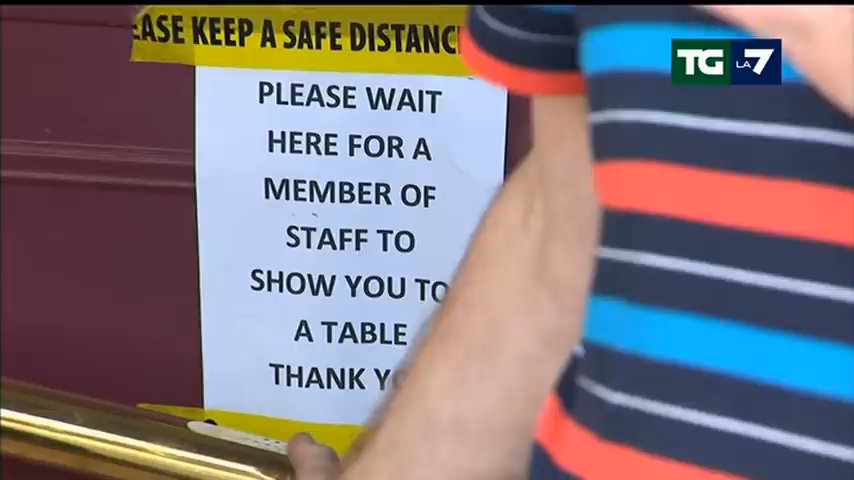 EASE KEEP A SAFE DISTANC
TG LA 7
PLEASE WAIT
HERE FOR A
MEMBER OF
STAFF TO
SHOW YOU TO
A TABLE
THANK YO